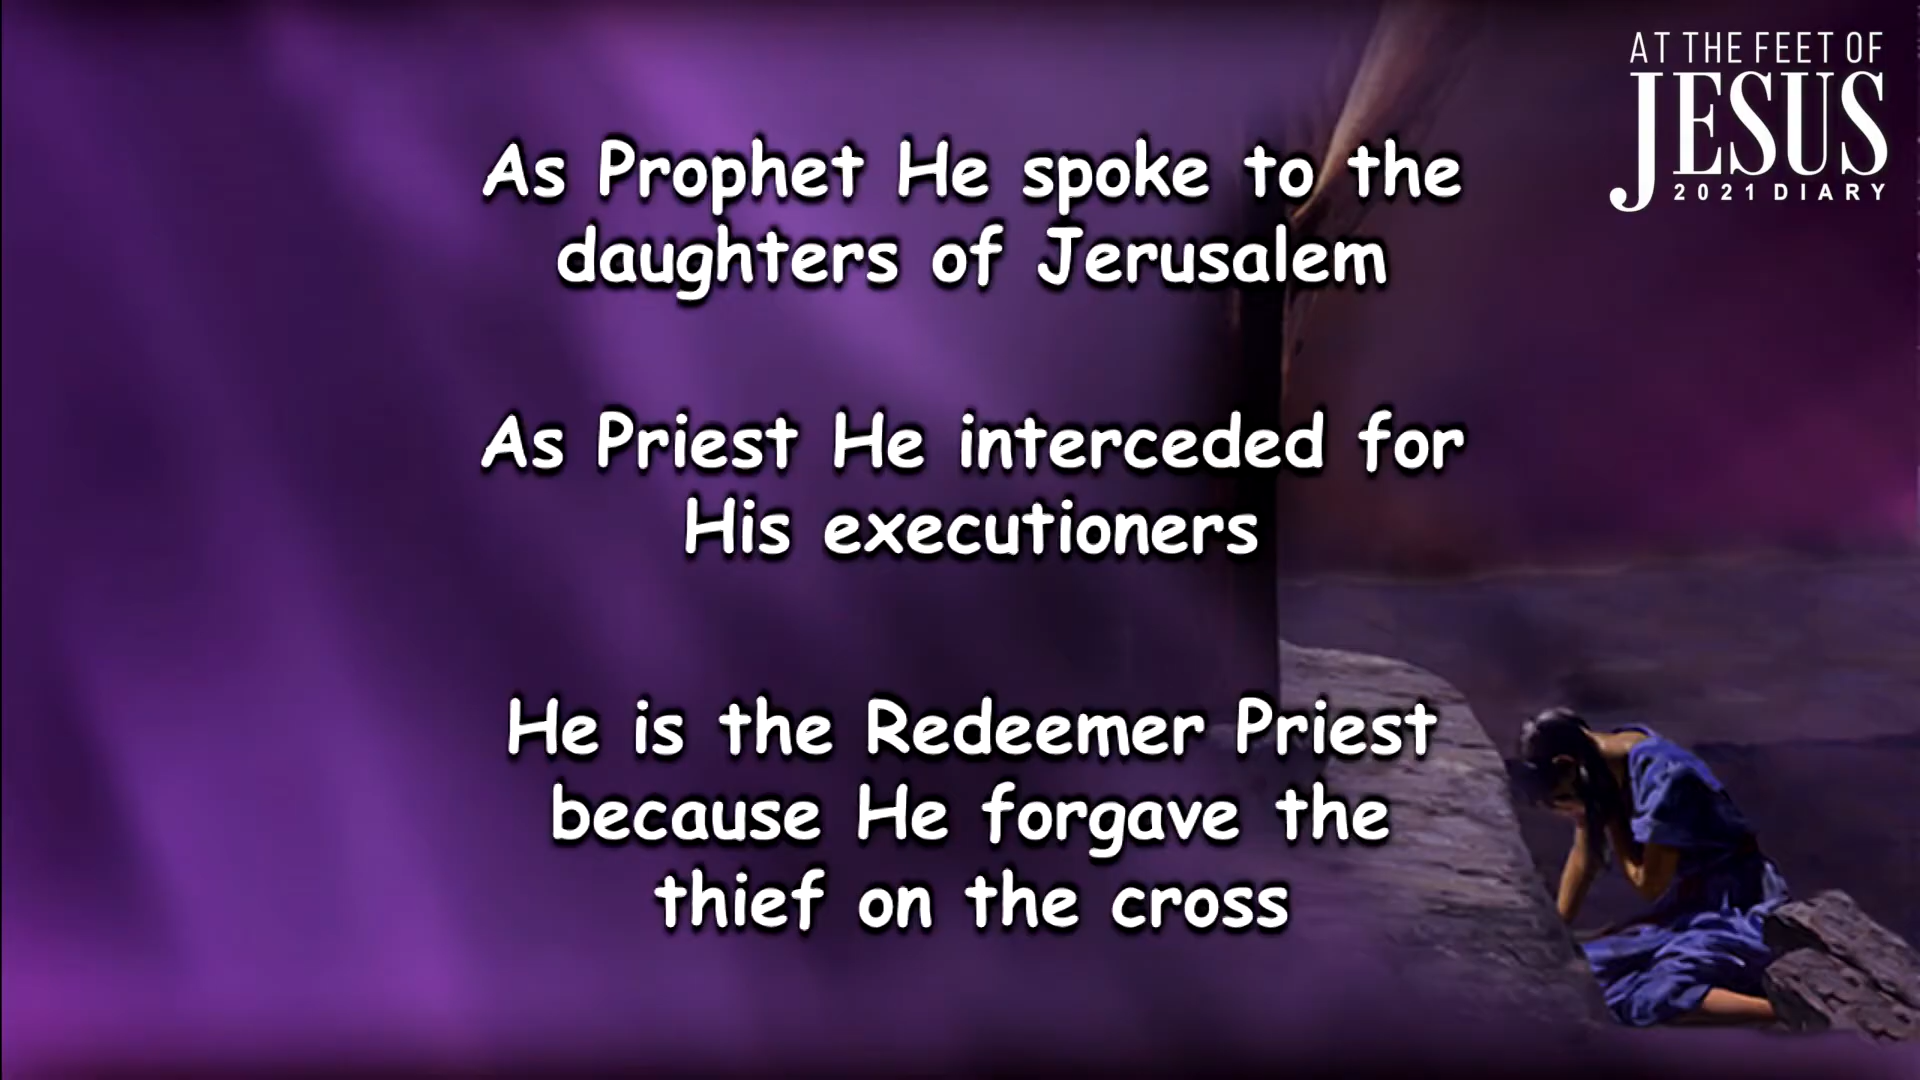 AT THE FEET OF
JESUS
2021 DIARY
As Prophet He spoke to the
daughters of Jerusalem
As Priest He interceded for
His executioners
He is the Redeemer Priest
because He forgave the
thief on the cross